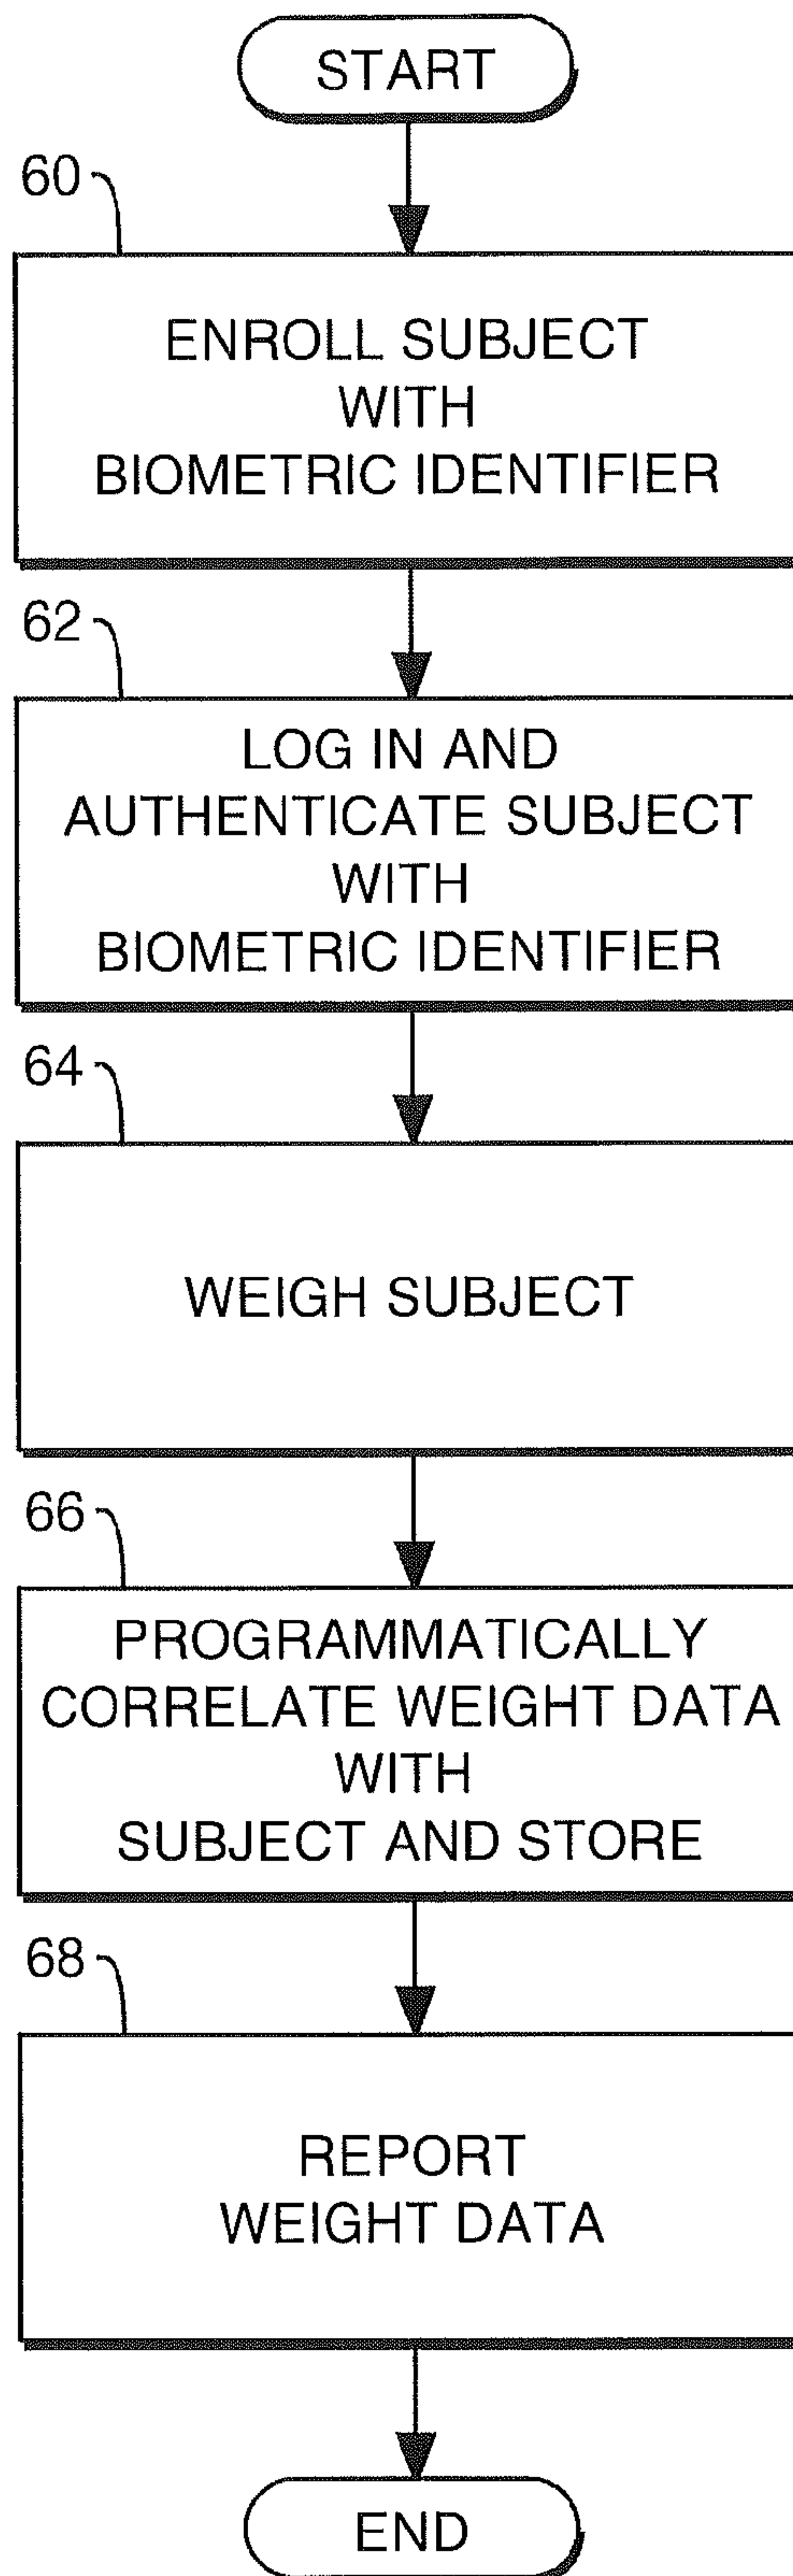 START
60
ENROLL SUBJECT
WITH
BIOMETRIC IDENTIFIER
62
LOG IN AND
AUTHENTICATE SUBJECT
WITH
BIOMETRIC IDENTIFIER
64
WEIGH SUBJECT
66
PROGRAMMATICALLY
CORRELATE WEIGHT DATA
WITH
SUBJECT AND STORE
68
REPORT
WEIGHT DATA
END